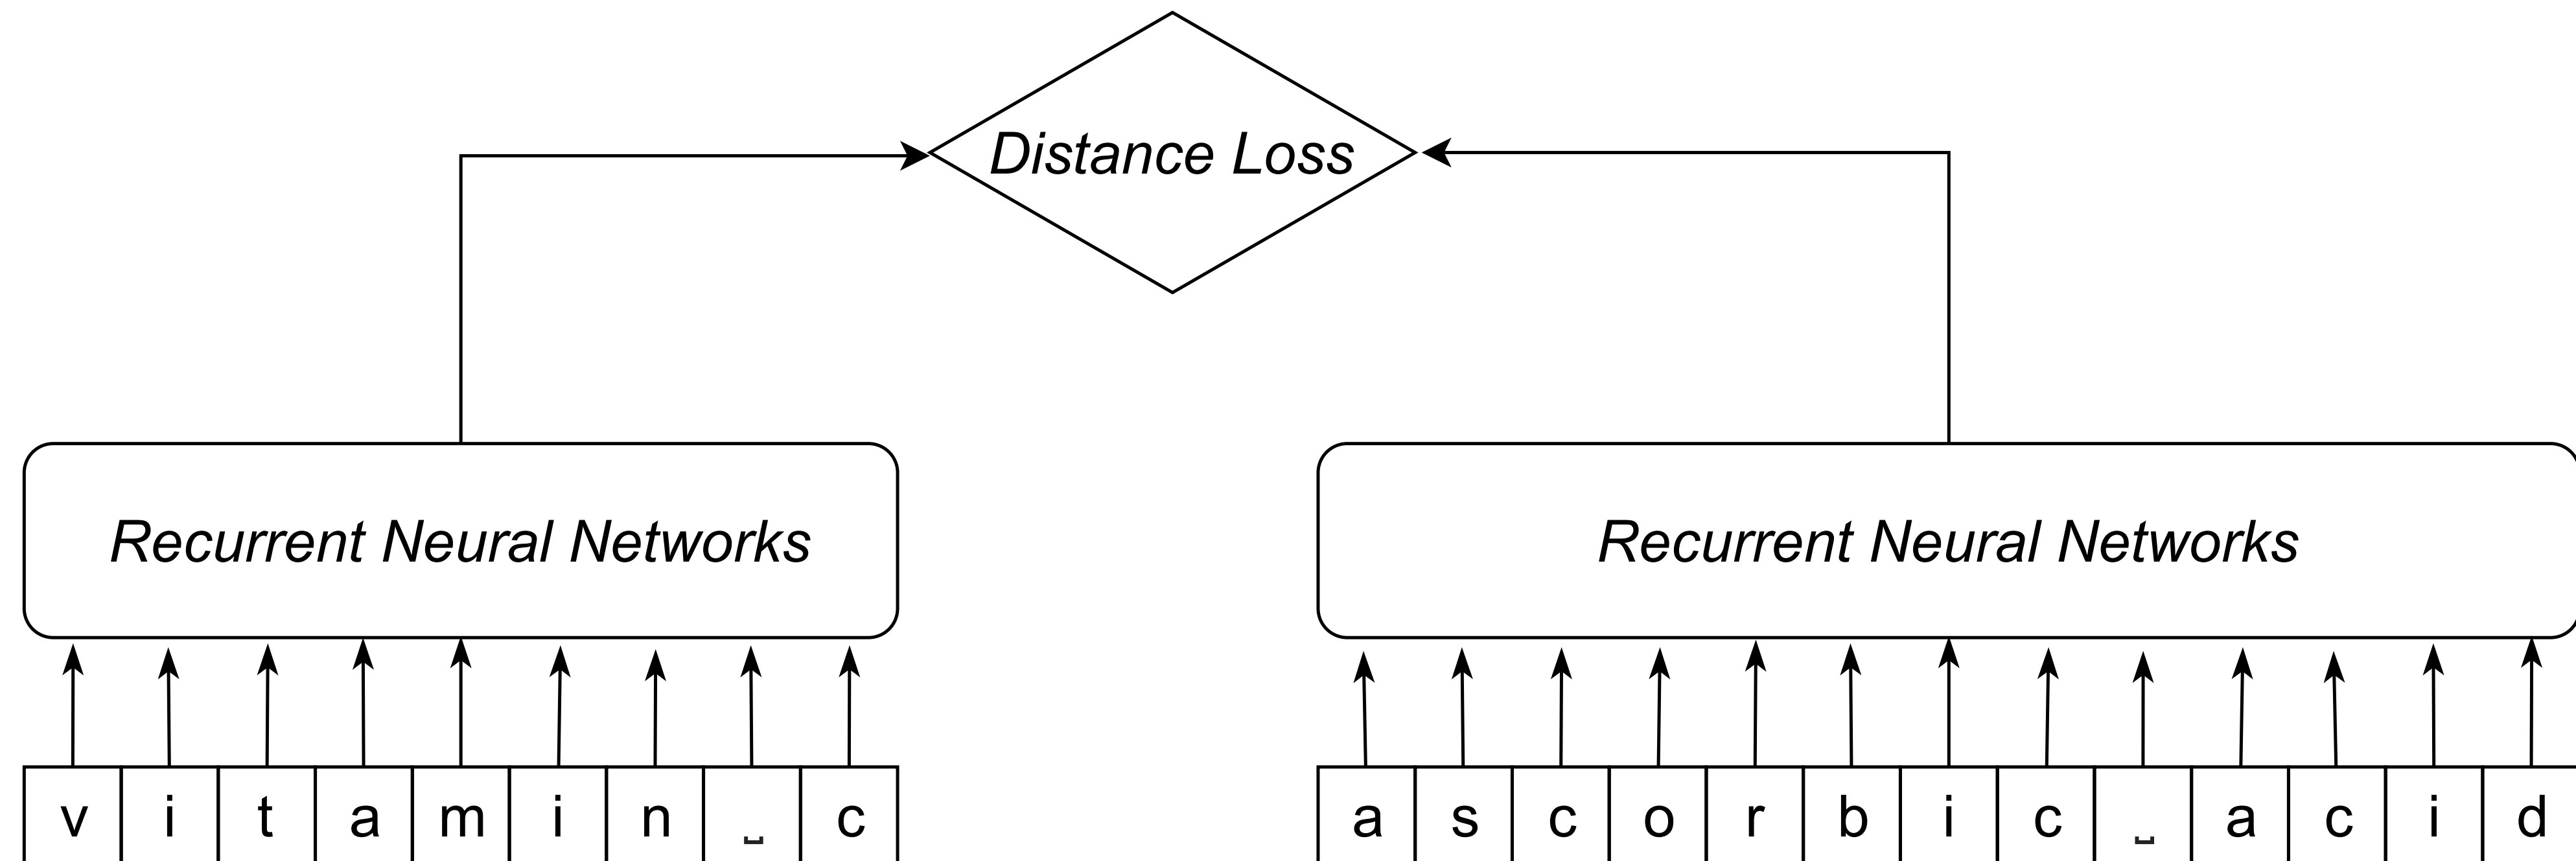 Distance Loss
Recurrent Neural Networks
Recurrent Neural Networks
v i t a m i n ␣ c
a s c o r b i c ␣ a c i d